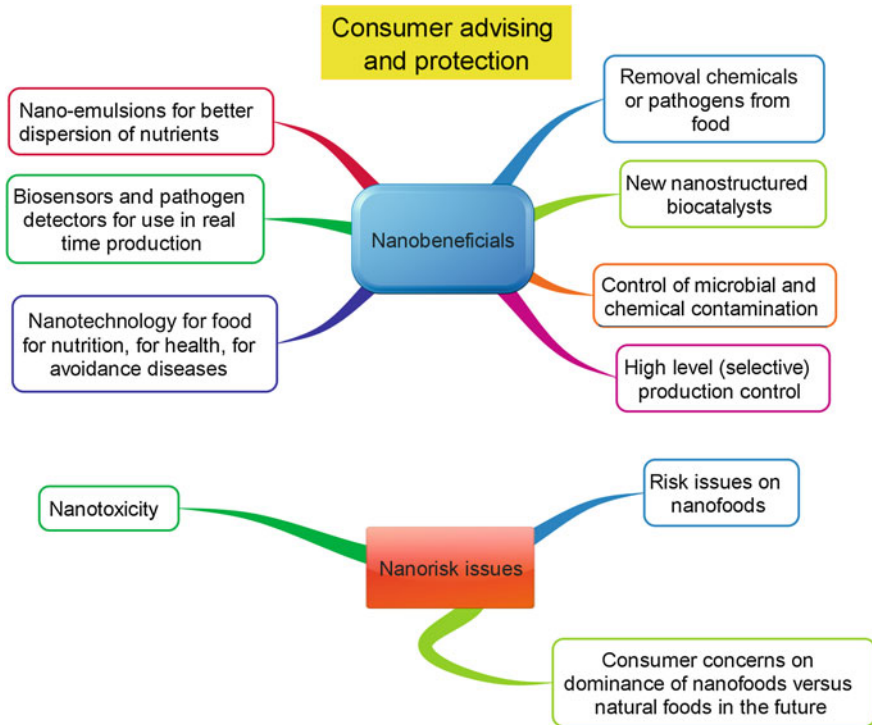 Consumer advising
and protection
Nano-emulsions for better
dispersion of nutrients
Biosensors and pathogen
detectors for use in real
time production
Nanotechnology for food
for nutrition, for health, for
avoidance diseases
Nanobeneficials
Removal chemicals
or pathogens from
food
New nanostructured
biocatalysts
Control of microbial and
chemical contamination
High level (selective)
production control
Nanotoxicity
Nanorisk issues
Risk issues on
nanofoods
Consumer concerns on
dominance of nanofoods versus
natural foods in the future